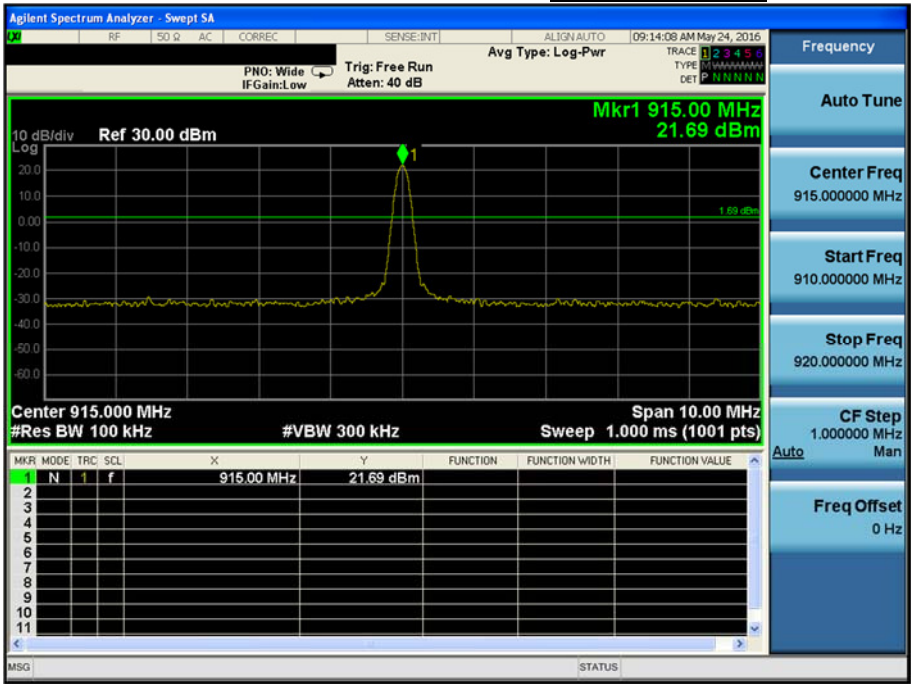 Agilent Spectrum Analyzer - Swept SA
RF 50 Ω AC CORREC SENSE:INT ALIGN AUTO 09:14:08 AM May 24, 2016
Frequency
Avg Type: Log-Pwr
TRACE 1 2 3 4 5 6
PNO: Wide
Trig: Free Run
TYPE M WWWWW
IFGain:Low
Atten: 40 dB
DET P N N N N N
Auto Tune
Mkr1 915.00 MHz
10 dB/div Ref 30.00 dBm
21.69 dBm
Log
1
20.0
10.0
0.00
1.69 dBm
-10.0
-20.0
-30.0
-40.0
-50.0
-60.0
Center Freq
915.000000 MHz
Start Freq
910.000000 MHz
Stop Freq
920.000000 MHz
Center 915.000 MHz
Span 10.00 MHz
#Res BW 100 kHz
#VBW 300 kHz
Sweep 1.000 ms (1001 pts)
CF Step
1.000000 MHz
Auto Man
MKR MODE TRC SCL X Y FUNCTION FUNCTION WIDTH FUNCTION VALUE
1 N 1 f 915.00 MHz 21.69 dBm
2
3
4
5
6
7
8
9
10
11
Freq Offset
0 Hz
MSG
STATUS